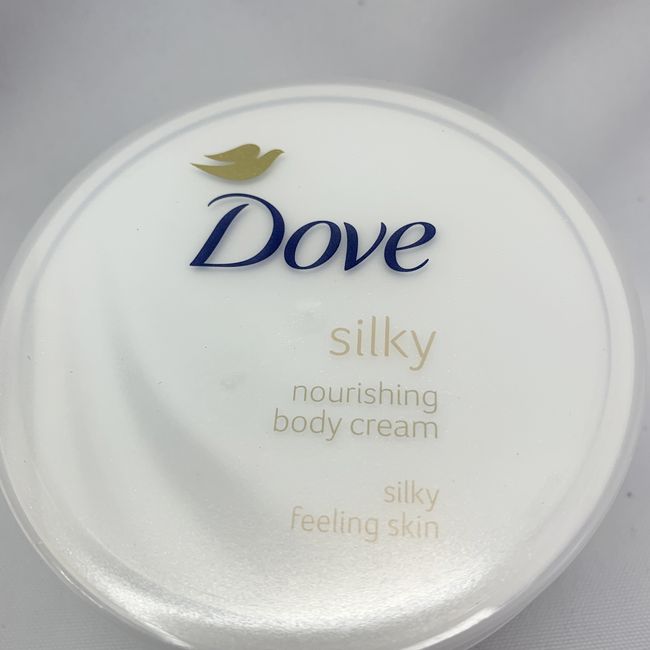 Dove
silky
nourishing
body cream
silky
feeling skin